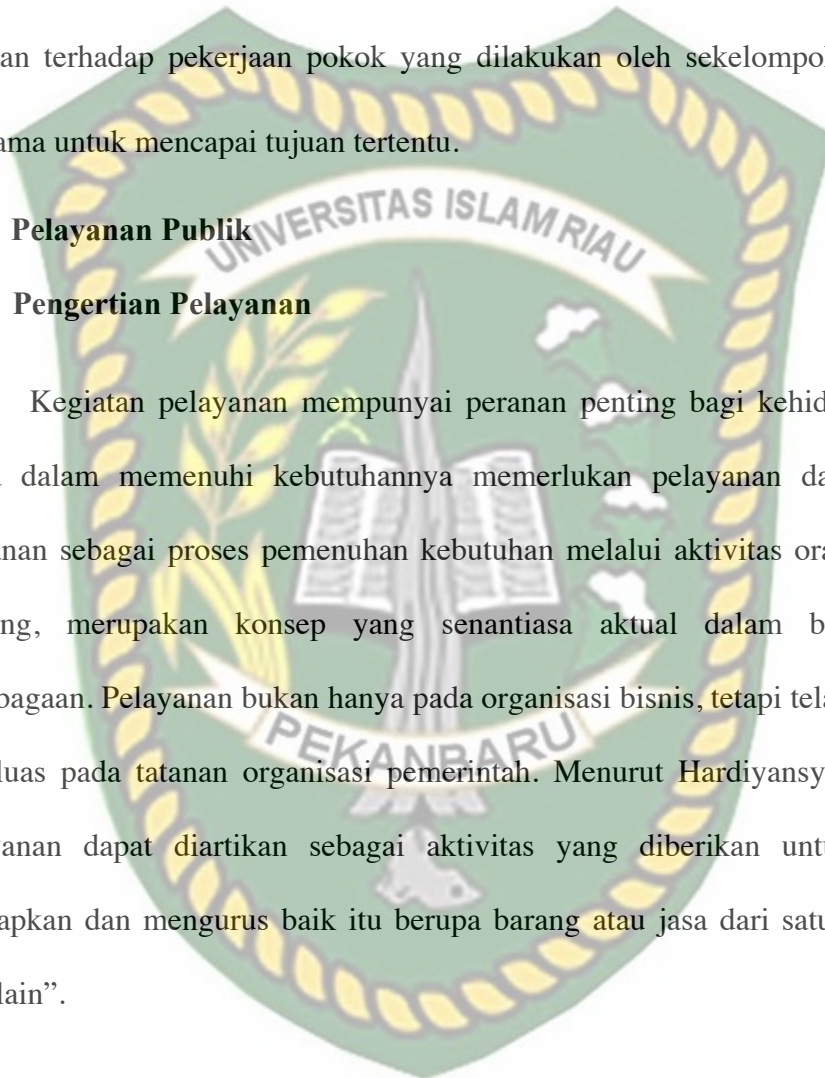 an terhadap pekerjaan pokok yang dilakukan oleh sekelompok
ama untuk mencapai tujuan tertentu.
Pelayanan Publik
UNIVERSITAS ISLAM RIAU
Pengertian Pelayanan
Kegiatan pelayanan mempunyai peranan penting bagi kehid
dalam memenuhi kebutuhannya memerlukan pelayanan da
nan sebagai proses pemenuhan kebutuhan melalui aktivitas ora
ng, merupakan konsep yang senantiasa aktual dalam b
bagaan. Pelayanan bukan hanya pada organisasi bisnis, tetapi tela
PEKANBARU
luas pada tatanan organisasi pemerintah. Menurut Hardiyansy
anan dapat diartikan sebagai aktivitas yang diberikan untu
apkan dan mengurus baik itu berupa barang atau jasa dari satu
lain”.